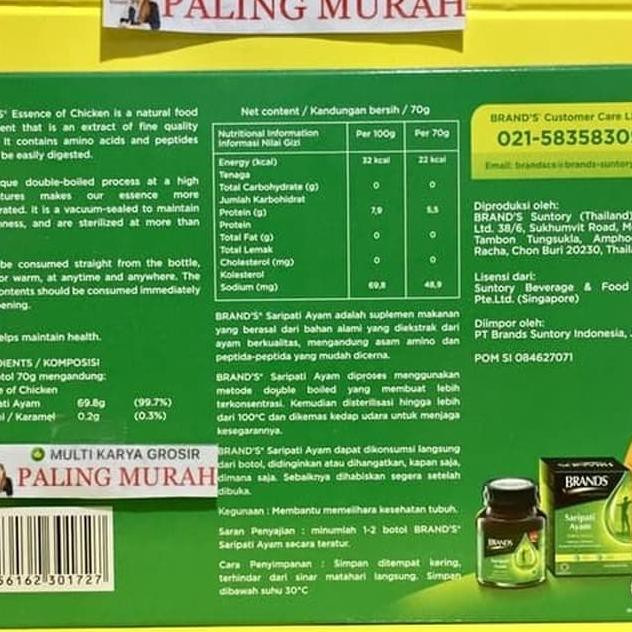 PALING MURAH
S' Essence of Chicken is a natural food
ent that is an extract of fine quality
It contains amino acids and peptides
be easily digested.
que double-boiled process at a high
tures makes our essence more
rated. It is a vacuum-sealed to maintain
ness, and are sterilized at more than
be consumed straight from the bottle,
or warm, at anytime and anywhere. The
ontents should be consumed immediately
ening.
elps maintain health.
DIENTS / KOMPOSISI
otol 70g mengandung:
e of Chicken
ati Ayam 69.8g (99.7%)
l / Karamel 0.2g (0.3%)
MULTI KARYA GROSIR
PALING MURAH
56162 301727
Net content / Kandungan bersih / 70g
Nutritional Information Per 100g Per 70g
Informasi Nilai Gizi
Energy (kcal) 32 kcal 22 kcal
Tenaga
Total Carbohydrate (g) 0 0
Jumlah Karbohidrat
Protein (g) 7,9 5,5
Protein
Total Fat (g) 0 0
Total Lemak
Cholesterol (mg) 0 0
Kolesterol
Sodium (mg) 69,8 48,9
BRAND'S® Saripati Ayam adalah suplemen makanan
yang berasal dari bahan alami yang diekstrak dari
ayam berkualitas, mengandung asam amino dan
peptida-peptida yang mudah dicerna.
BRAND'S® Saripati Ayam diproses menggunakan
metode double boiled yang membuat lebih
terkonsentrasi. Kemudian disterilisasi hingga lebih
dari 100°C dan dikemas kedap udara untuk menjaga
kesegarannya.
BRAND'S® Saripati Ayam dapat dikonsumsi langsung
dari botol, didinginkan atau dihangatkan, kapan saja,
dimana saja. Sebaiknya dihabiskan segera setelah
dibuka.
Kegunaan : Membantu memelihara kesehatan tubuh.
Saran Penyajian : minumlah 1-2 botol BRAND'S®
Saripati Ayam secara teratur.
Cara Penyimpanan : Simpan ditempat kering,
terhindar dari sinar matahari langsung. Simpan
dibawah suhu 30°C
BRAND'S® Customer Care L
021-5835830
Email: brandscs@brands-suntory
Diproduksi oleh:
BRAND'S Suntory (Thailand)
Ltd. 38/6, Sukhumvit Road, M
Tambon Tungsukla, Ampho
Racha, Chon Buri 20230, Thail
Lisensi dari:
Suntory Beverage & Food
Pte.Ltd. (Singapore)
Diimpor oleh:
PT Brands Suntory Indonesia, J
POM SI 084627071
BRANDS
Saripati
Ayam
BRANDS